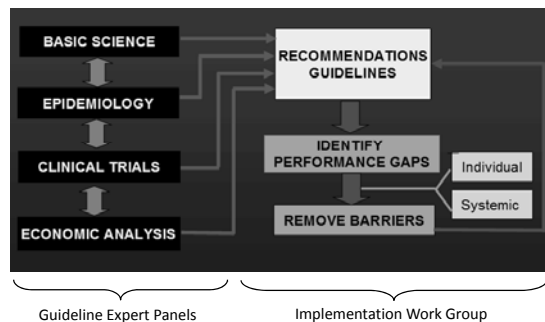 BASIC SCIENCE
EPIDEMIOLOGY
CLINICAL TRIALS
ECONOMIC ANALYSIS
RECOMMENDATIONS
GUIDELINES
IDENTIFY
PERFORMANCE GAPS
Individual
Systemic
REMOVE BARRIERS
Guideline Expert Panels
Implementation Work Group